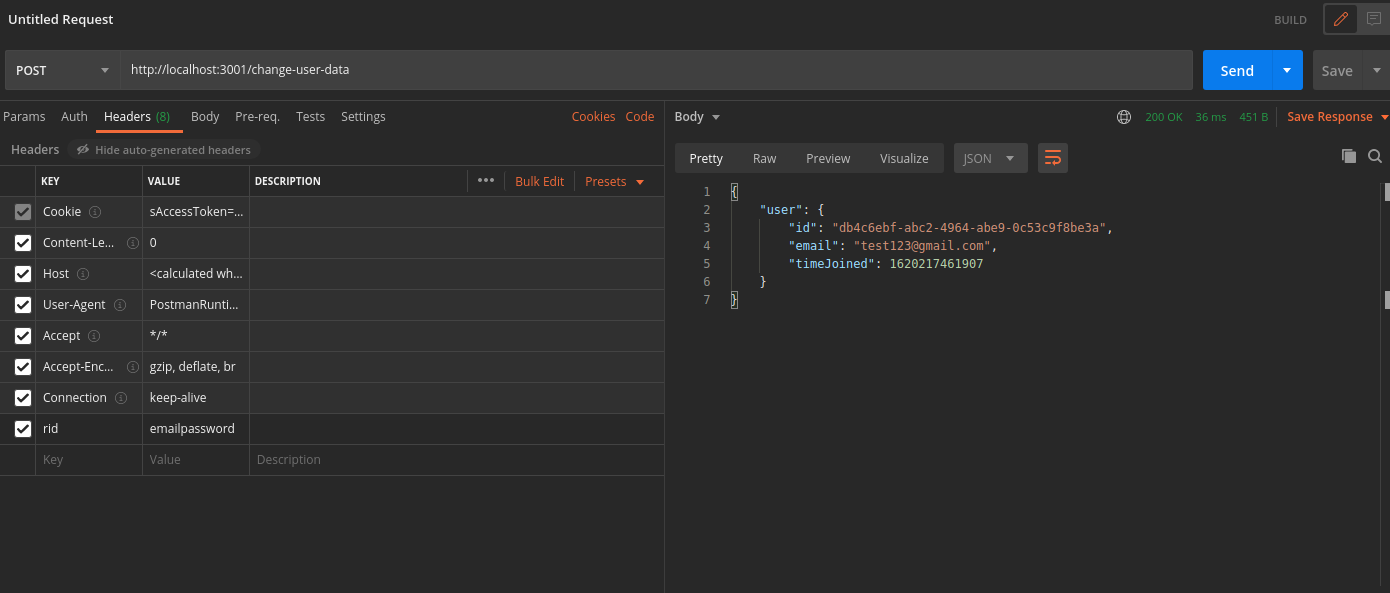 Untitled Request
BUILD
POST
http://localhost:3001/change-user-data
Send
Save
Params Auth Headers (8) Body Pre-req. Tests Settings Cookies Code
Headers Hide auto-generated headers
KEY VALUE DESCRIPTION ••• Bulk Edit Presets
Cookie sAccessToken=...
Content-Le... 0
Host <calculated wh...
User-Agent PostmanRunti...
Accept */*
Accept-Enc... gzip, deflate, br
Connection keep-alive
rid emailpassword
Key Value Description
Body 200 OK 36 ms 451 B Save Response
Pretty Raw Preview Visualize JSON
1 {
2 "user": {
3 "id": "db4c6ebf-abc2-4964-abe9-0c53c9f8be3a",
4 "email": "test123@gmail.com",
5 "timeJoined": 1620217461907
6 }
7 }